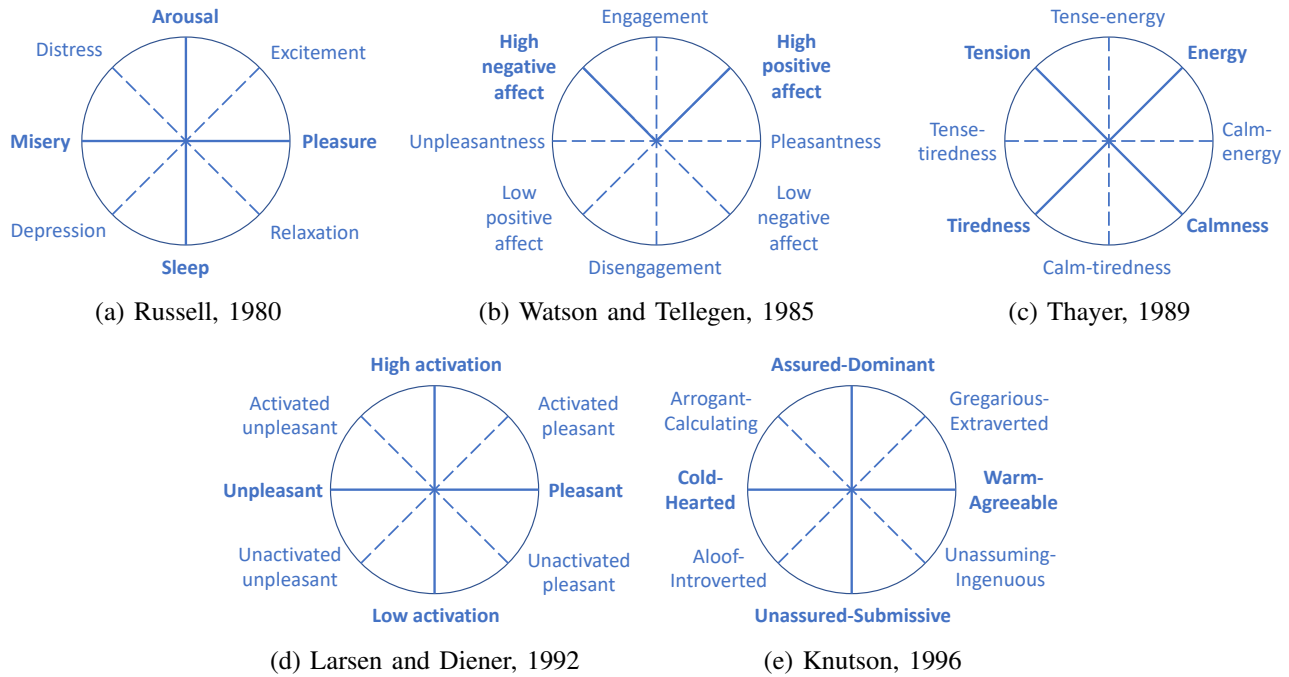 Arousal
Distress
Excitement
Misery
Pleasure
Depression
Relaxation
Sleep
(a) Russell, 1980
Engagement
High
negative
affect
High
positive
affect
Unpleasantness
Pleasantness
Low
positive
affect
Low
negative
affect
Disengagement
(b) Watson and Tellegen, 1985
Tense-energy
Tension
Energy
Tense-
tiredness
Calm-
energy
Tiredness
Calmness
Calm-tiredness
(c) Thayer, 1989
High activation
Activated
unpleasant
Activated
pleasant
Unpleasant
Pleasant
Unactivated
unpleasant
Unactivated
pleasant
Low activation
(d) Larsen and Diener, 1992
Assured-Dominant
Arrogant-
Calculating
Gregarious-
Extraverted
Cold-
Hearted
Warm-
Agreeable
Aloof-
Introverted
Unassuming-
Ingenuous
Unassured-Submissive
(e) Knutson, 1996